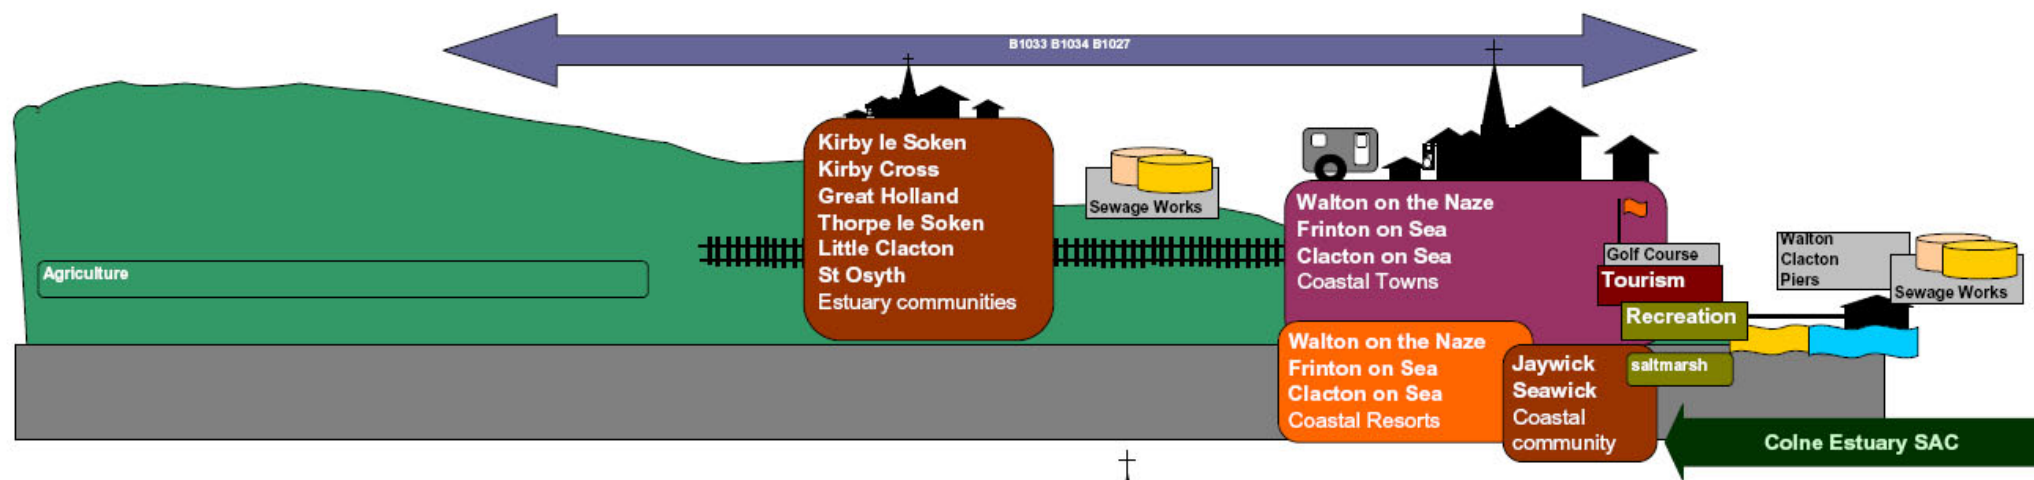 B1033 B1034 B1027
Kirby le Soken
Kirby Cross
Great Holland
Thorpe le Soken
Little Clacton
St Osyth
Estuary communities
Sewage Works
Agriculture
Walton on the Naze
Frinton on Sea
Clacton on Sea
Coastal Towns
Golf Course
Tourism
Recreation
Walton
Clacton
Piers
Sewage Works
Walton on the Naze
Frinton on Sea
Clacton on Sea
Coastal Resorts
Jaywick
Seawick
Coastal
community
saltmarsh
Colne Estuary SAC